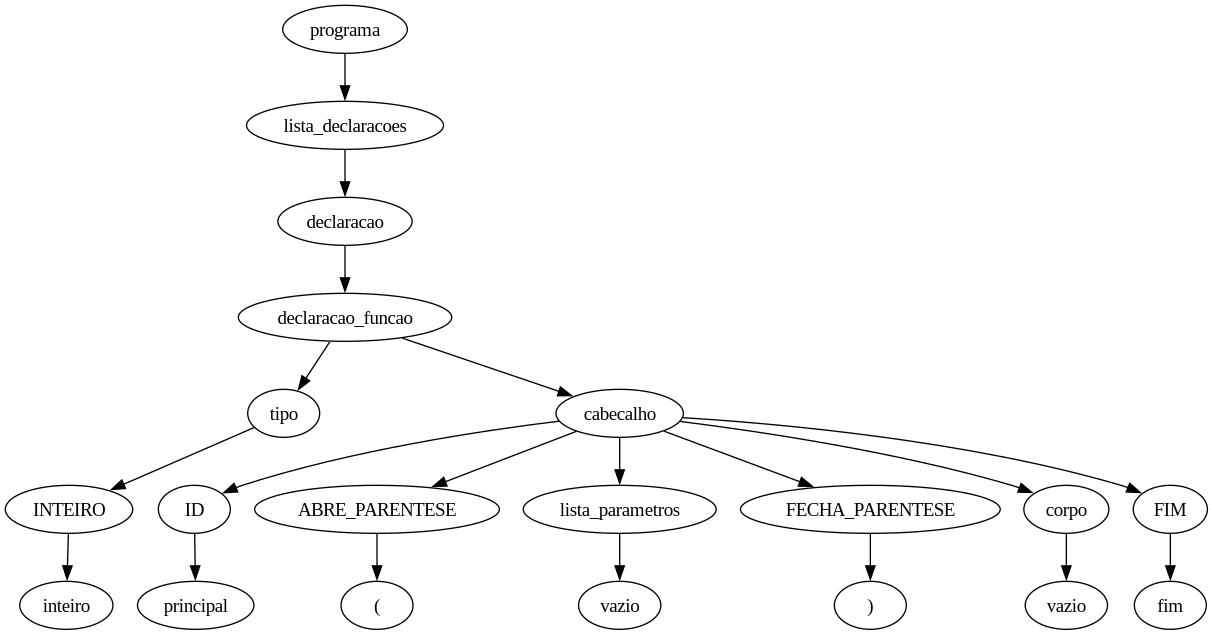 programa
lista_declaracoes
declaracao
declaracao_funcao
tipo
cabecalho
INTEIRO
ID
ABRE_PARENTESE
lista_parametros
FECHA_PARENTESE
corpo
FIM
inteiro
principal
(
vazio
)
vazio
fim